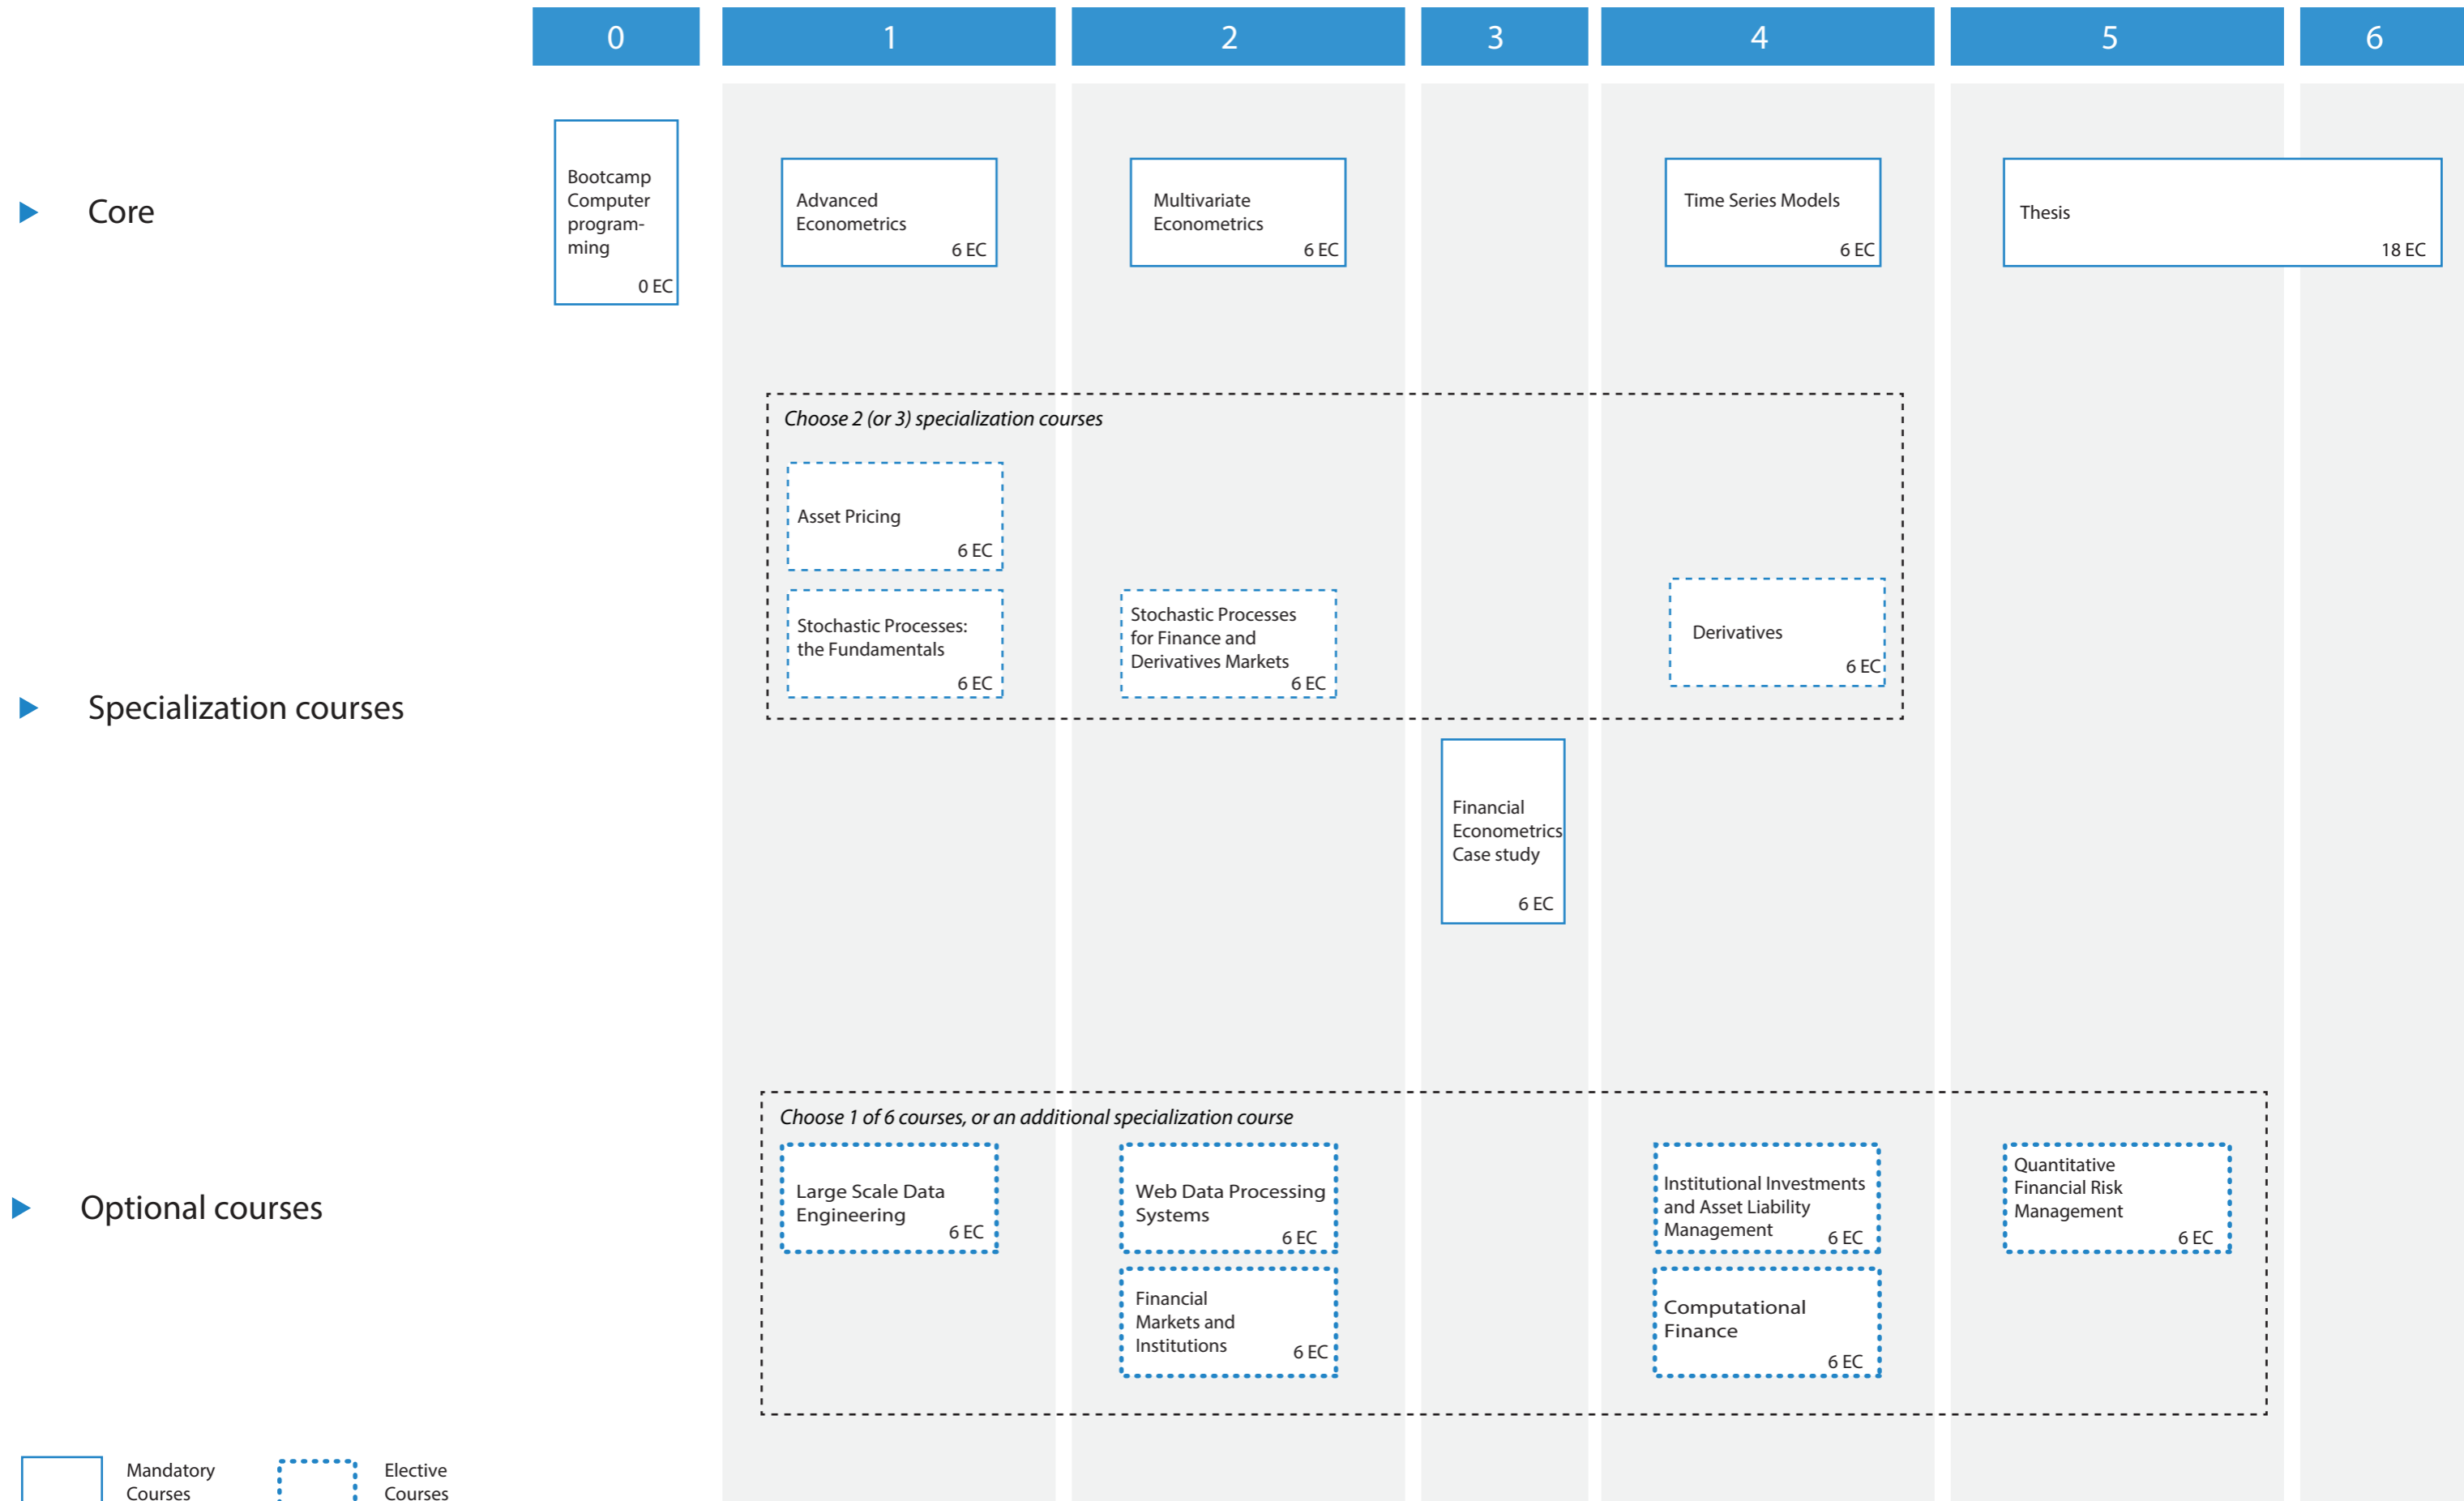 0 1 2 3 4 5 6
Core
Bootcamp
Computer
program-
ming
0 EC
Advanced
Econometrics
6 EC
Multivariate
Econometrics
6 EC
Time Series Models
6 EC
Thesis
18 EC
Specialization courses
Choose 2 (or 3) specialization courses
Asset Pricing
6 EC
Stochastic Processes:
the Fundamentals
6 EC
Stochastic Processes
for Finance and
Derivatives Markets
6 EC
Derivatives
6 EC
Financial
Econometrics
Case study
6 EC
Optional courses
Choose 1 of 6 courses, or an additional specialization course
Large Scale Data
Engineering
6 EC
Web Data Processing
Systems
6 EC
Financial
Markets and
Institutions
6 EC
Institutional Investments
and Asset Liability
Management
6 EC
Computational
Finance
6 EC
Quantitative
Financial Risk
Management
6 EC
Mandatory
Courses
Elective
Courses